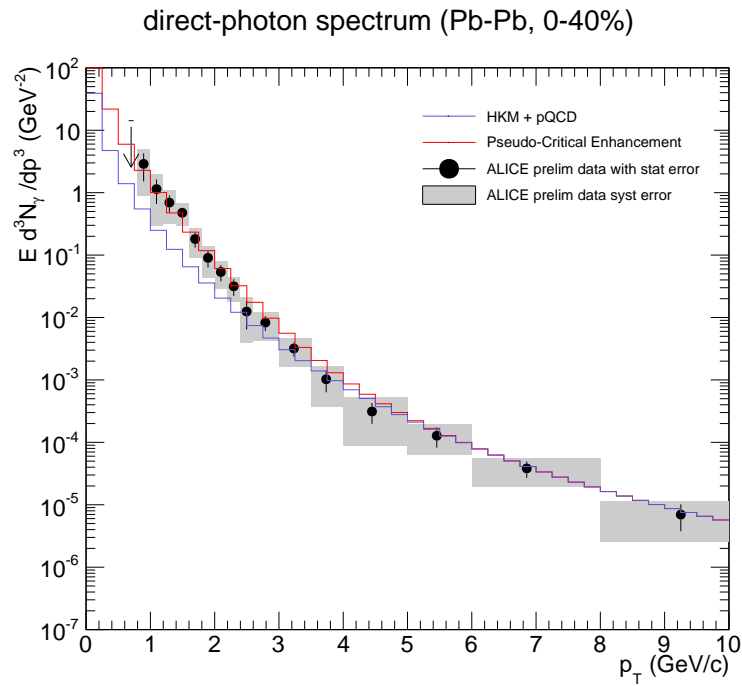 direct-photon spectrum (Pb-Pb, 0-40%)
E d³N_γ/dp³ (GeV⁻²)
10²
10
1
10⁻¹
10⁻²
10⁻³
10⁻⁴
10⁻⁵
10⁻⁶
10⁻⁷
HKM + pQCD
Pseudo-Critical Enhancement
ALICE prelim data with stat error
ALICE prelim data syst error
0 1 2 3 4 5 6 7 8 9 10
p_T (GeV/c)